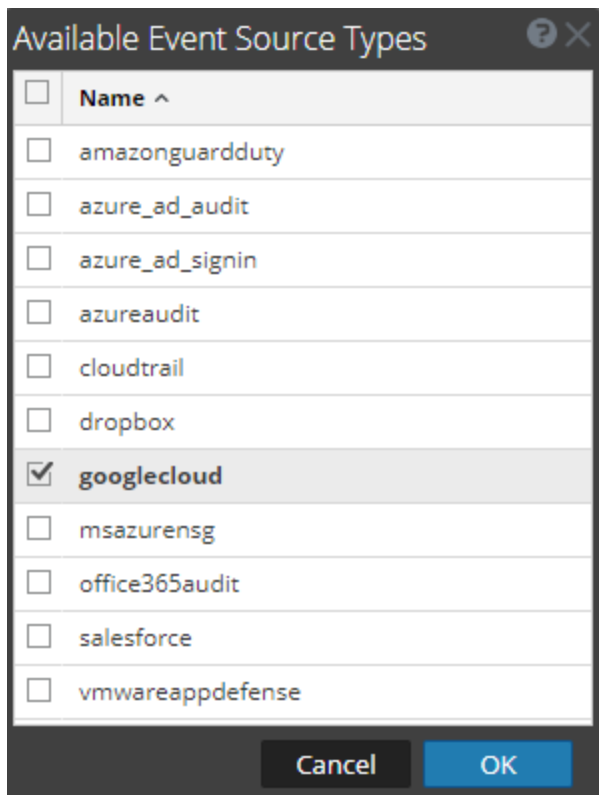 Available Event Source Types
Name
amazonguardduty
azure_ad_audit
azure_ad_signin
azureaudit
cloudtrail
dropbox
googlecloud
msazurensg
office365audit
salesforce
vmwareappdefense
Cancel OK